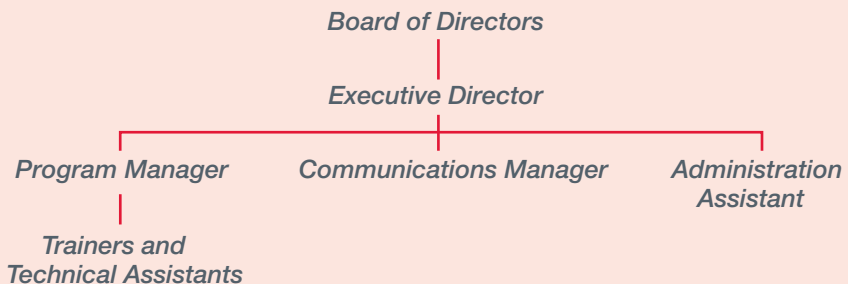 Board of Directors
Executive Director
Program Manager
Communications Manager
Administration
Assistant
Trainers and
Technical Assistants